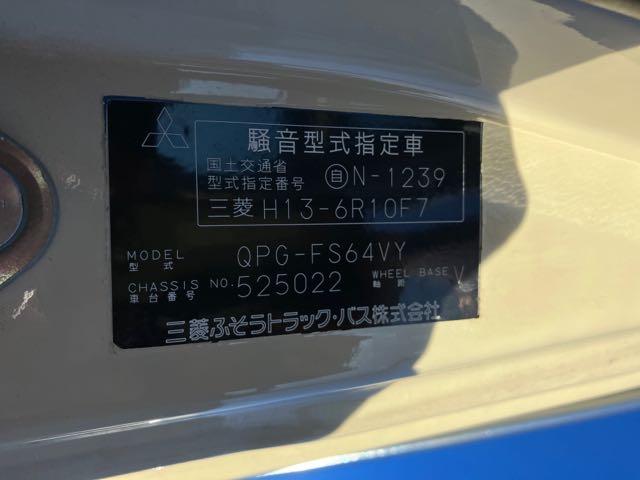 騒音型式指定車
国土交通省
型式指定番号 自N-1239
三菱 H13-6R10F7
MODEL QPG-FS64VY
型式
CHASSIS NO. 525022 WHEEL BASE V
車台番号 軸距
三菱ふそうトラック・バス株式会社